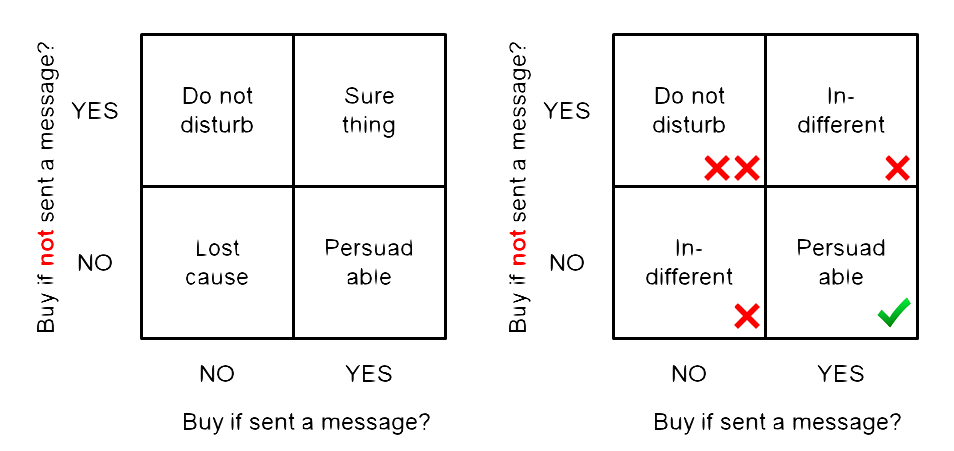 Buy if not sent a message?
YES
NO
Do not
disturb
Sure
thing
Lost
cause
Persuad
able
NO
YES
Buy if sent a message?
Buy if not sent a message?
YES
NO
Do not
disturb
In-
different
In-
different
Persuad
able
NO
YES
Buy if sent a message?